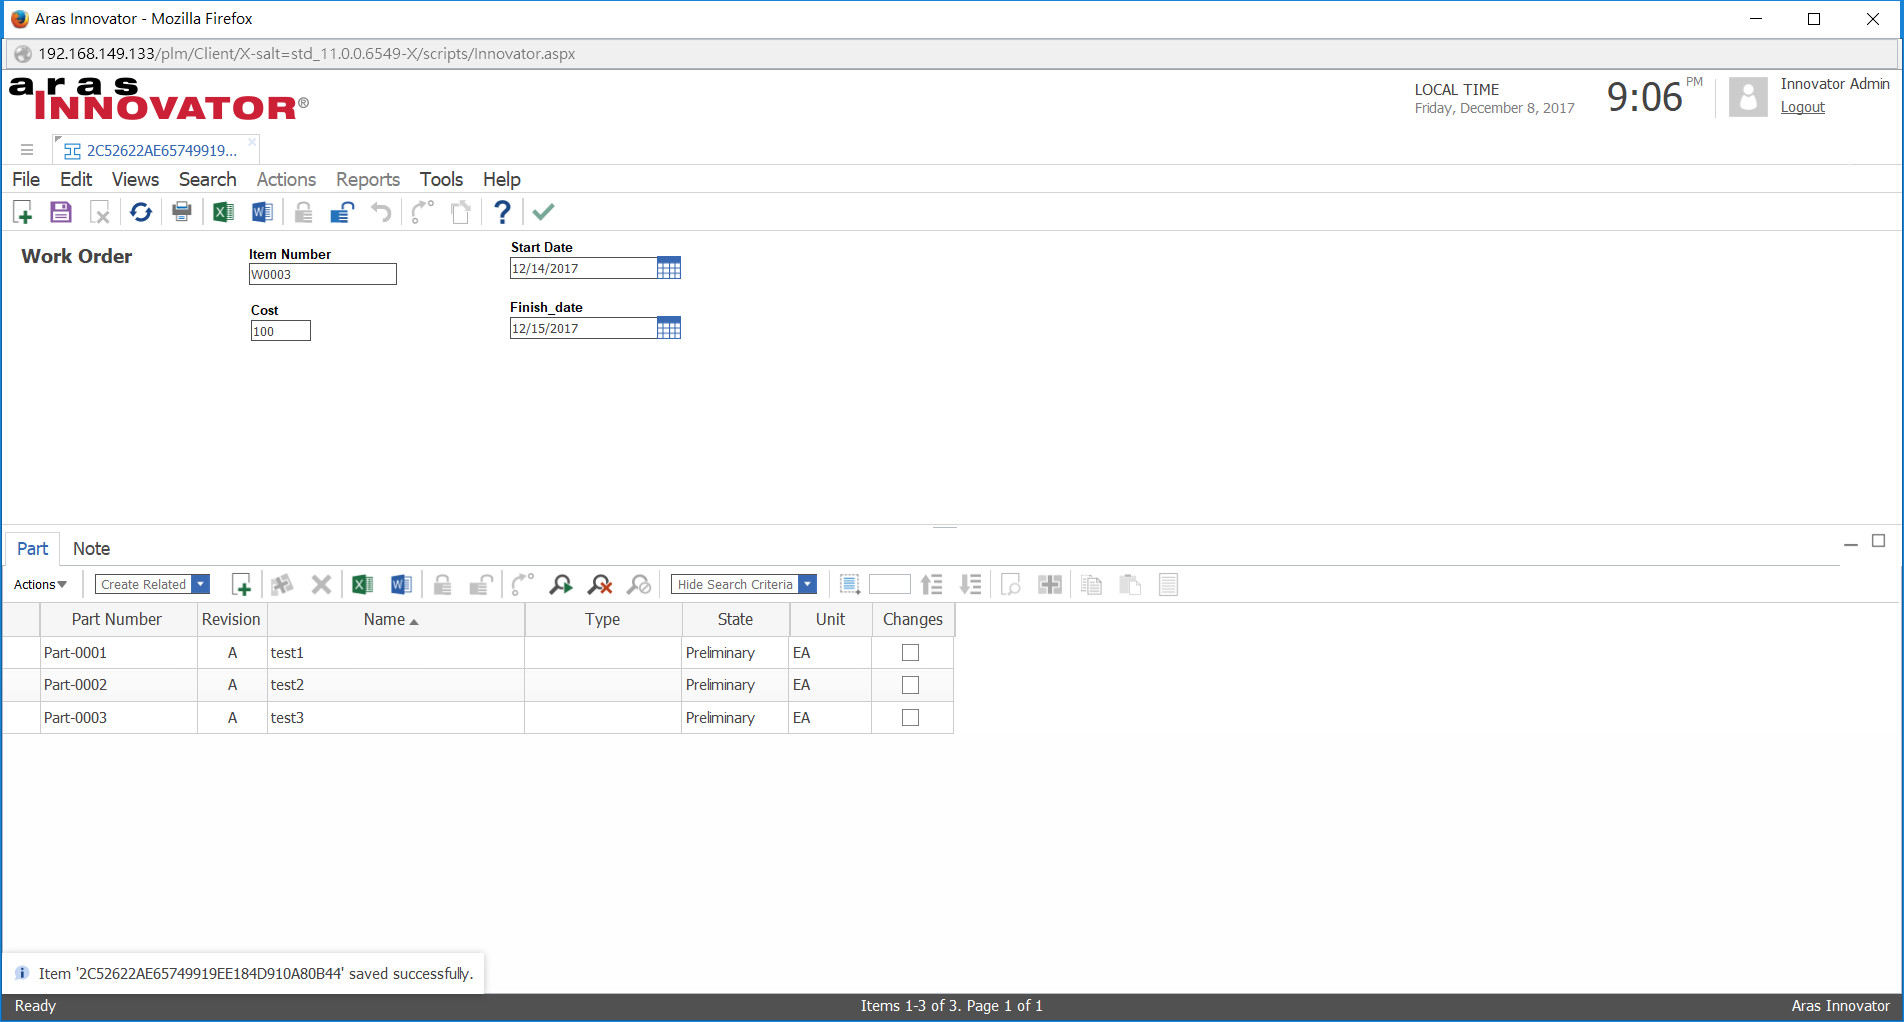 Aras Innovator - Mozilla Firefox
192.168.149.133/plm/Client/X-salt=std_11.0.0.6549-X/scripts/Innovator.aspx
aras
INNOVATOR®
LOCAL TIME
Friday, December 8, 2017
9:06 PM
Innovator Admin
Logout
2C52622AE65749919...
File Edit Views Search Actions Reports Tools Help
Work Order
Item Number
W0003
Start Date
12/14/2017
Cost
100
Finish_date
12/15/2017
Part Note
Actions Create Related Hide Search Criteria
Part Number Revision Name Type State Unit Changes
Part-0001 A test1 Preliminary EA
Part-0002 A test2 Preliminary EA
Part-0003 A test3 Preliminary EA
Item '2C52622AE65749919EE184D910A80B44' saved successfully.
Ready Items 1-3 of 3. Page 1 of 1 Aras Innovator